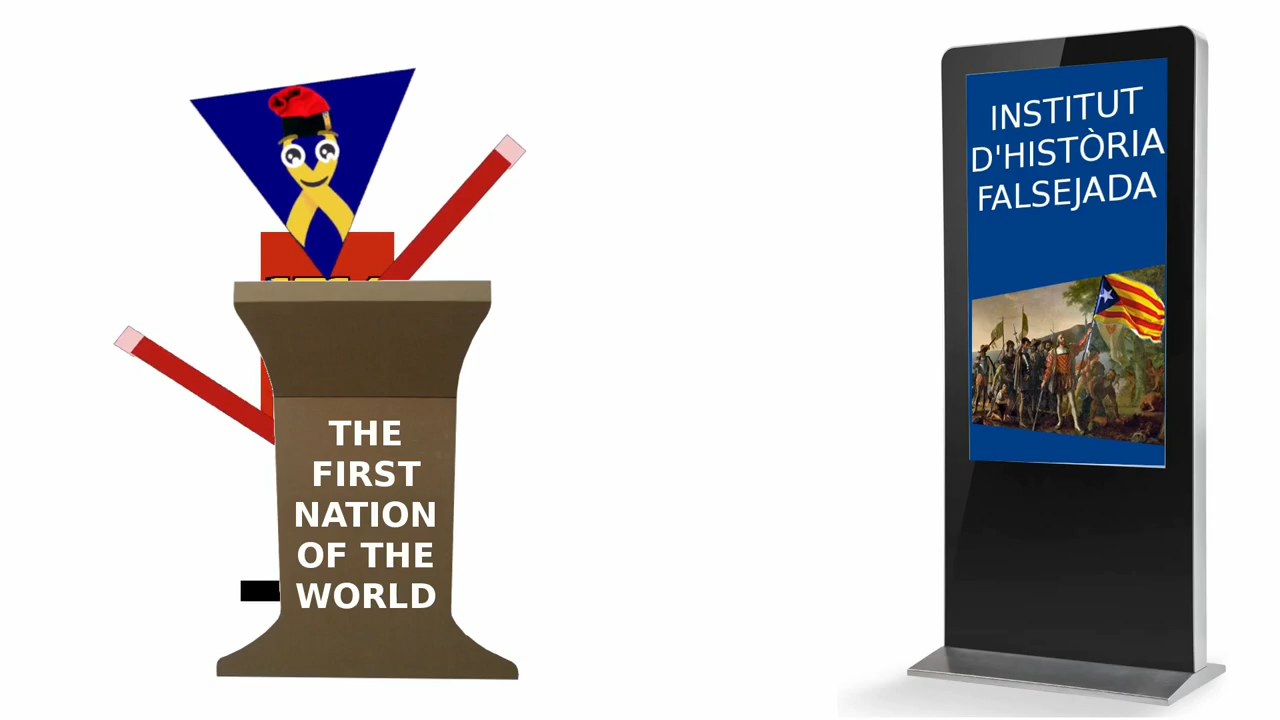 THE
FIRST
NATION
OF THE
WORLD
INSTITUT
D'HISTÒRIA
FALSEJADA